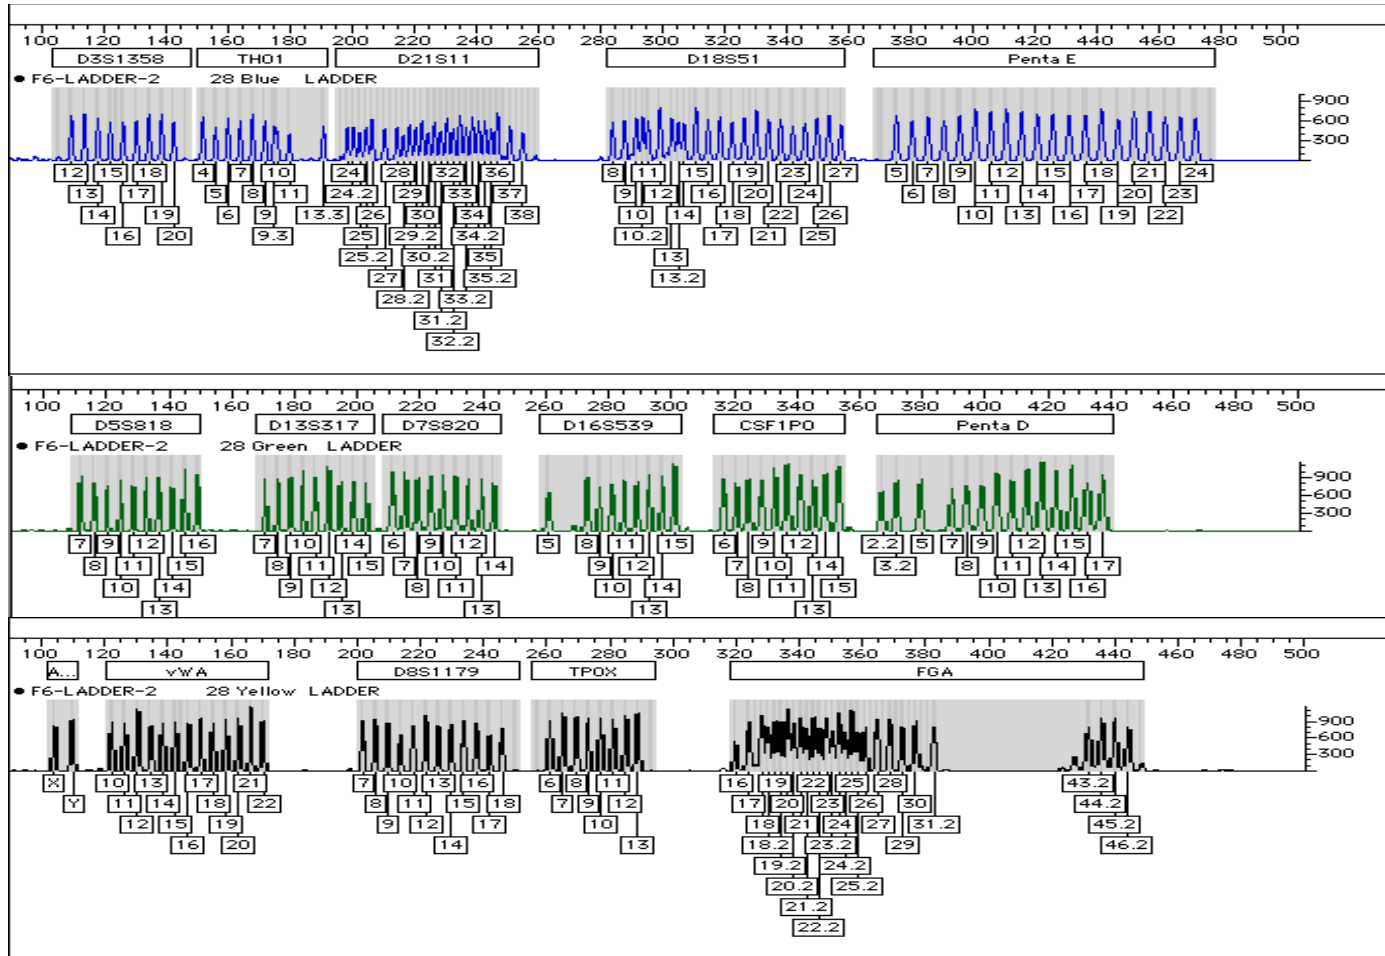 100 120 140 160 180 200 220 240 260 280 300 320 340 360 380 400 420 440 460 480 500
D3S1358 TH01 D21S11 D18S51 Penta E
F6-LADDER-2 28 Blue LADDER
900
600
300
12 15 18 4 7 10 24 28 32 36 8 11 15 19 23 27 5 7 9 12 15 18 21 24
13 17 5 8 11 24.2 29 33 37 9 12 16 20 24 6 8 11 14 17 20 23
14 19 6 9 13.3 26 30 34 38 10 14 18 22 26 10 13 16 19 22
16 20 9.3 25 29.2 34.2 10.2 17 21 25
25.2 30.2 35 13
27 31 35.2 13.2
28.2 33.2
31.2
32.2
100 120 140 160 180 200 220 240 260 280 300 320 340 360 380 400 420 440 460 480 500
D5S818 D13S317 D7S820 D16S539 CSF1PO Penta D
F6-LADDER-2 28 Green LADDER
900
600
300
7 9 12 16 7 10 14 6 9 12 5 8 11 15 6 9 12 2.2 5 7 9 12 15
8 11 15 8 11 15 7 10 14 9 12 7 10 14 3.2 8 11 14 17
10 14 9 12 8 11 10 14 8 11 15 10 13 16
13 13 13 13 13
100 120 140 160 180 200 220 240 260 280 300 320 340 360 380 400 420 440 460 480 500
A... vWA D8S1179 TPOX FGA
F6-LADDER-2 28 Yellow LADDER
900
600
300
X 10 13 17 21 7 10 13 16 6 8 11 16 19 22 25 28 43.2
Y 11 14 18 22 8 11 15 18 7 9 12 17 20 23 26 30 44.2
12 15 19 9 12 17 10 18 21 24 27 31.2 45.2
16 20 14 13 18.2 23.2 29 46.2
19.2 24.2
20.2 25.2
21.2
22.2